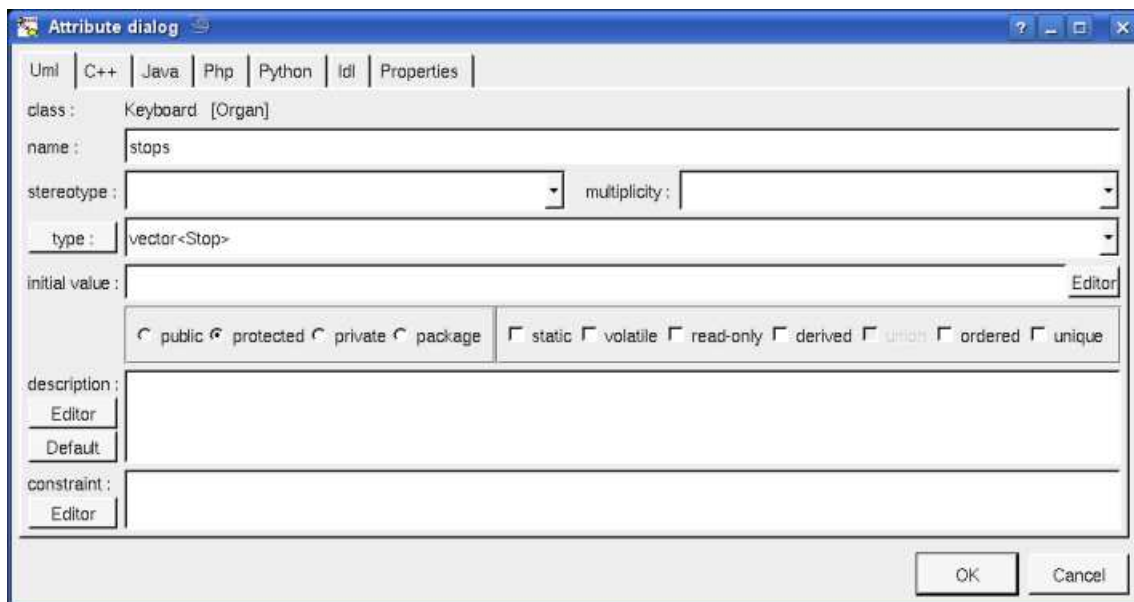 Attribute dialog
Uml C++ Java Php Python Idl Properties
class : Keyboard [Organ]
name : stops
stereotype : multiplicity :
type : vector<Stop>
initial value : Editor
public protected private package static volatile read-only derived union ordered unique
description :
Editor
Default
constraint :
Editor
OK Cancel